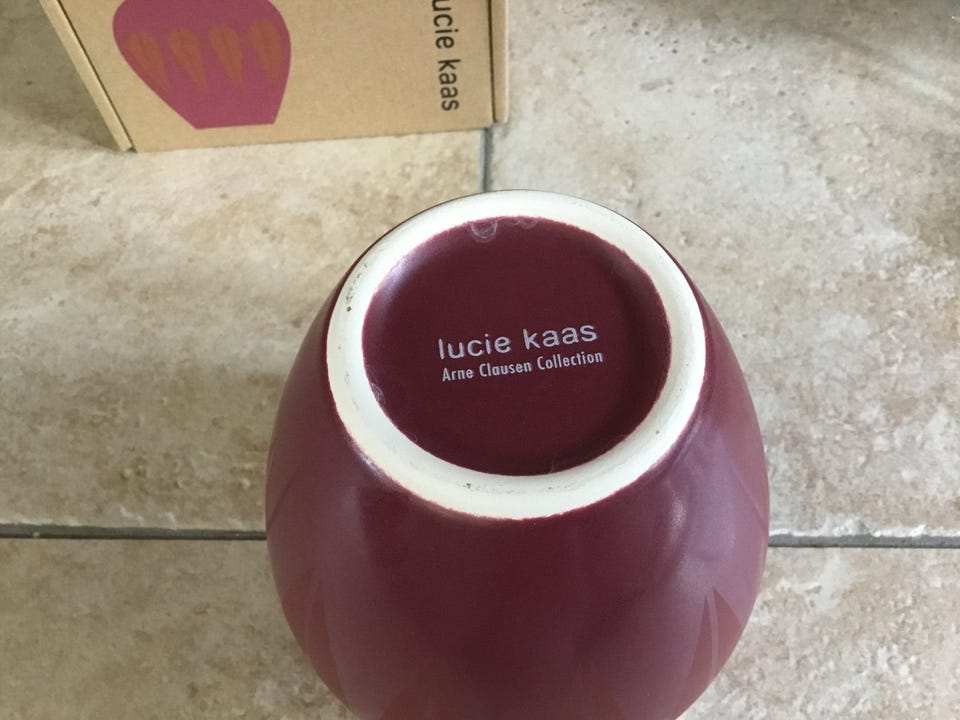 lucie kaas
lucie kaas
Arne Clausen Collection